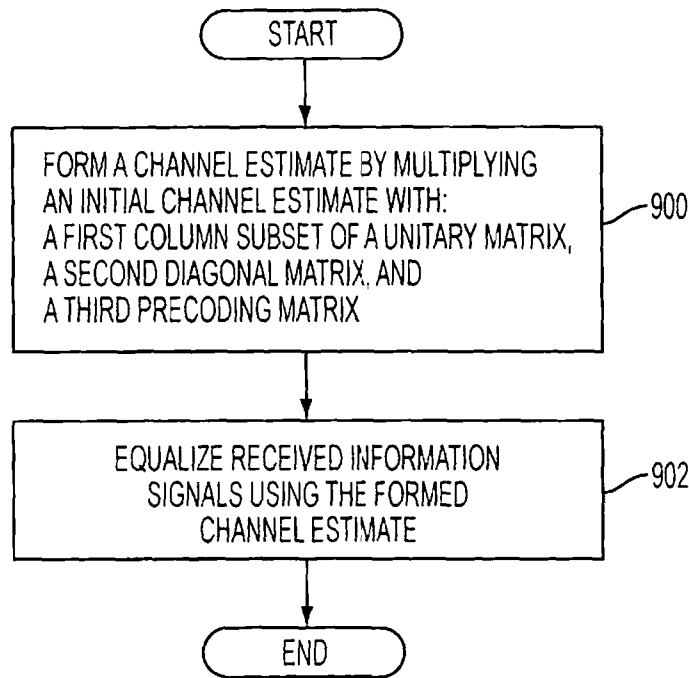 START
FORM A CHANNEL ESTIMATE BY MULTIPLYING
AN INITIAL CHANNEL ESTIMATE WITH:
A FIRST COLUMN SUBSET OF A UNITARY MATRIX,
A SECOND DIAGONAL MATRIX, AND
A THIRD PRECODING MATRIX
900
EQUALIZE RECEIVED INFORMATION
SIGNALS USING THE FORMED
CHANNEL ESTIMATE
902
END